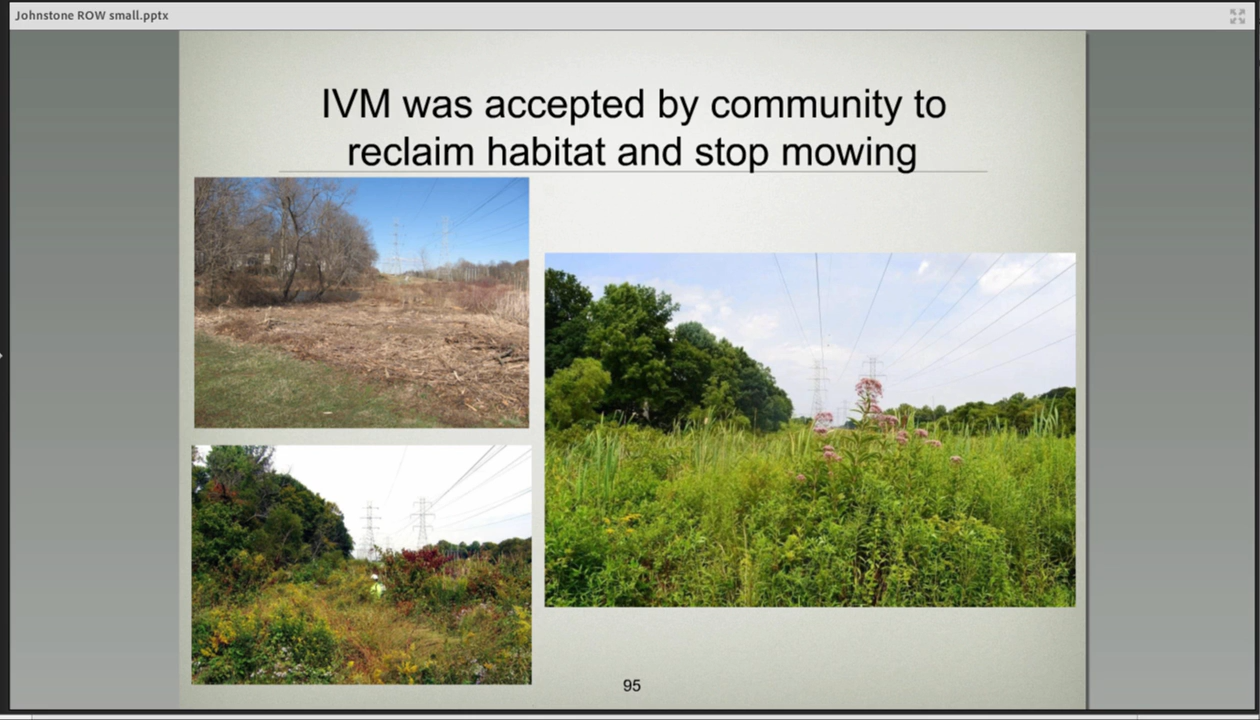 Johnstone ROW small.pptx
IVM was accepted by community to
reclaim habitat and stop mowing
95